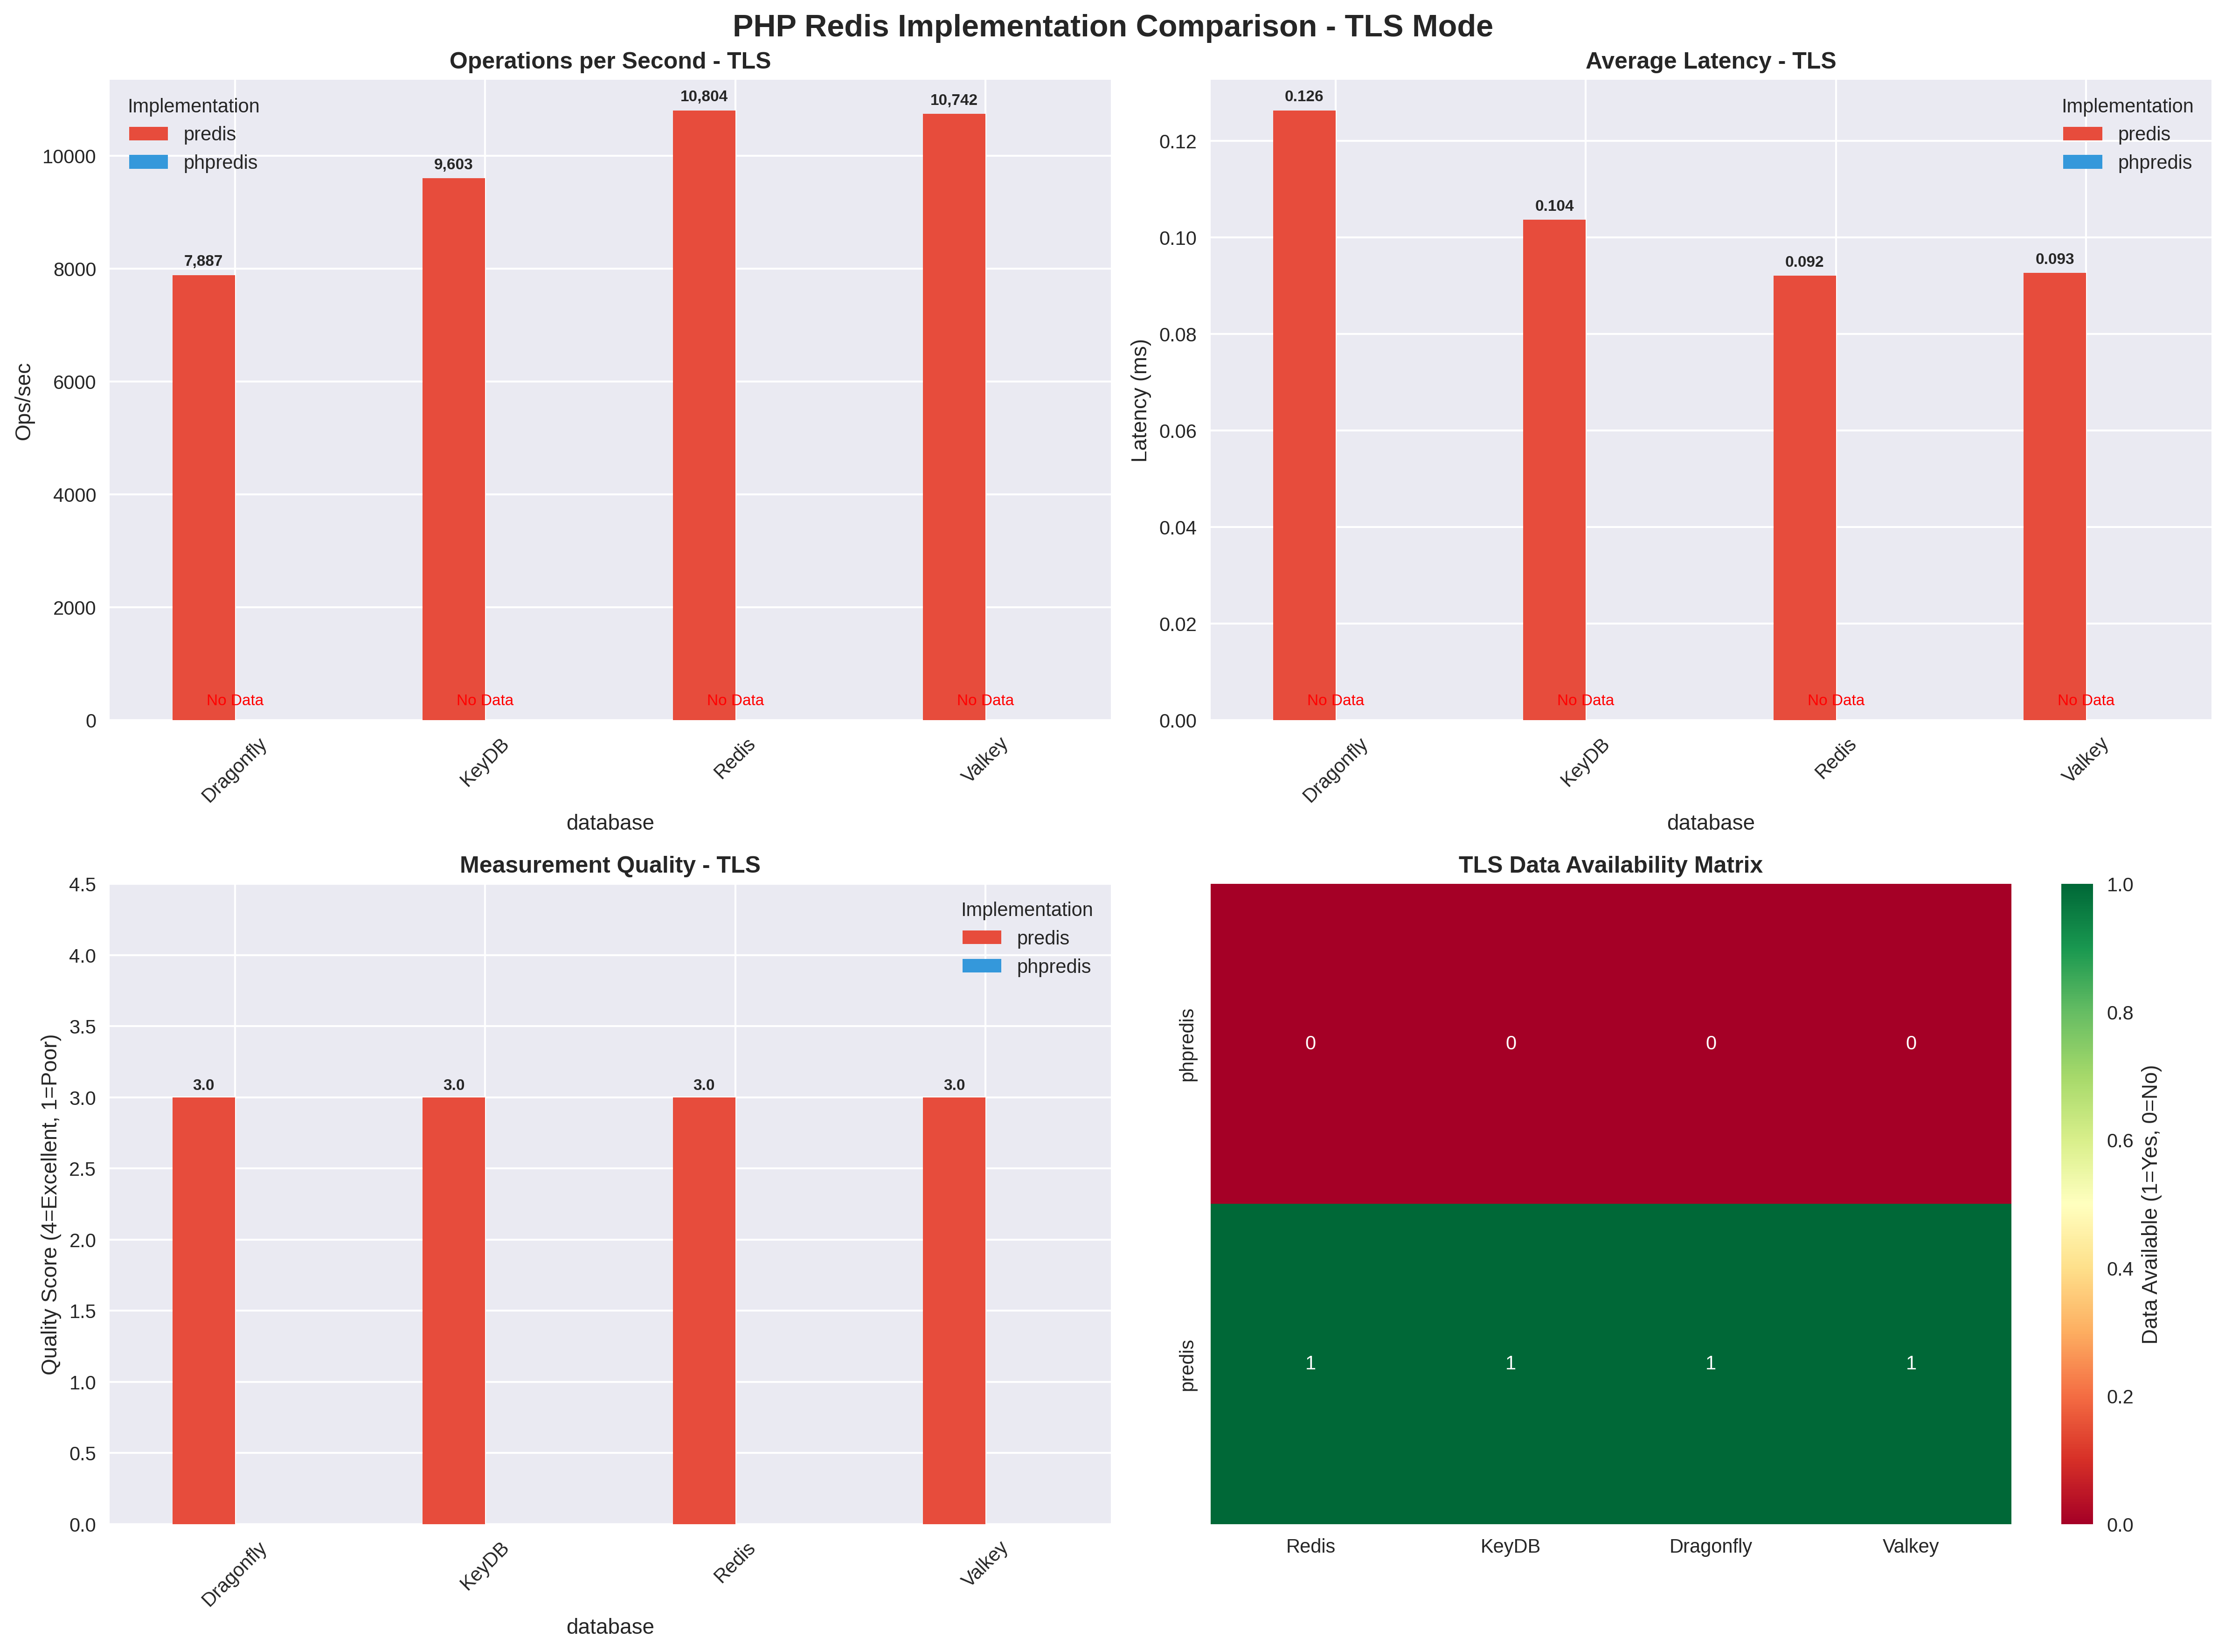 PHP Redis Implementation Comparison - TLS Mode
Operations per Second - TLS
Ops/sec
10000
8000
6000
4000
2000
0
Implementation
predis
phpredis
7,887
9,603
10,804
10,742
No Data
No Data
No Data
No Data
Dragonfly
KeyDB
Redis
Valkey
database
Average Latency - TLS
Latency (ms)
0.12
0.10
0.08
0.06
0.04
0.02
0.00
Implementation
predis
phpredis
0.126
0.104
0.092
0.093
No Data
No Data
No Data
No Data
Dragonfly
KeyDB
Redis
Valkey
database
Measurement Quality - TLS
Quality Score (4=Excellent, 1=Poor)
4.5
4.0
3.5
3.0
2.5
2.0
1.5
1.0
0.5
0.0
Implementation
predis
phpredis
3.0
3.0
3.0
3.0
Dragonfly
KeyDB
Redis
Valkey
database
TLS Data Availability Matrix
phpredis
0
0
0
0
predis
1
1
1
1
Redis
KeyDB
Dragonfly
Valkey
1.0
0.8
0.6
0.4
0.2
0.0
Data Available (1=Yes, 0=No)